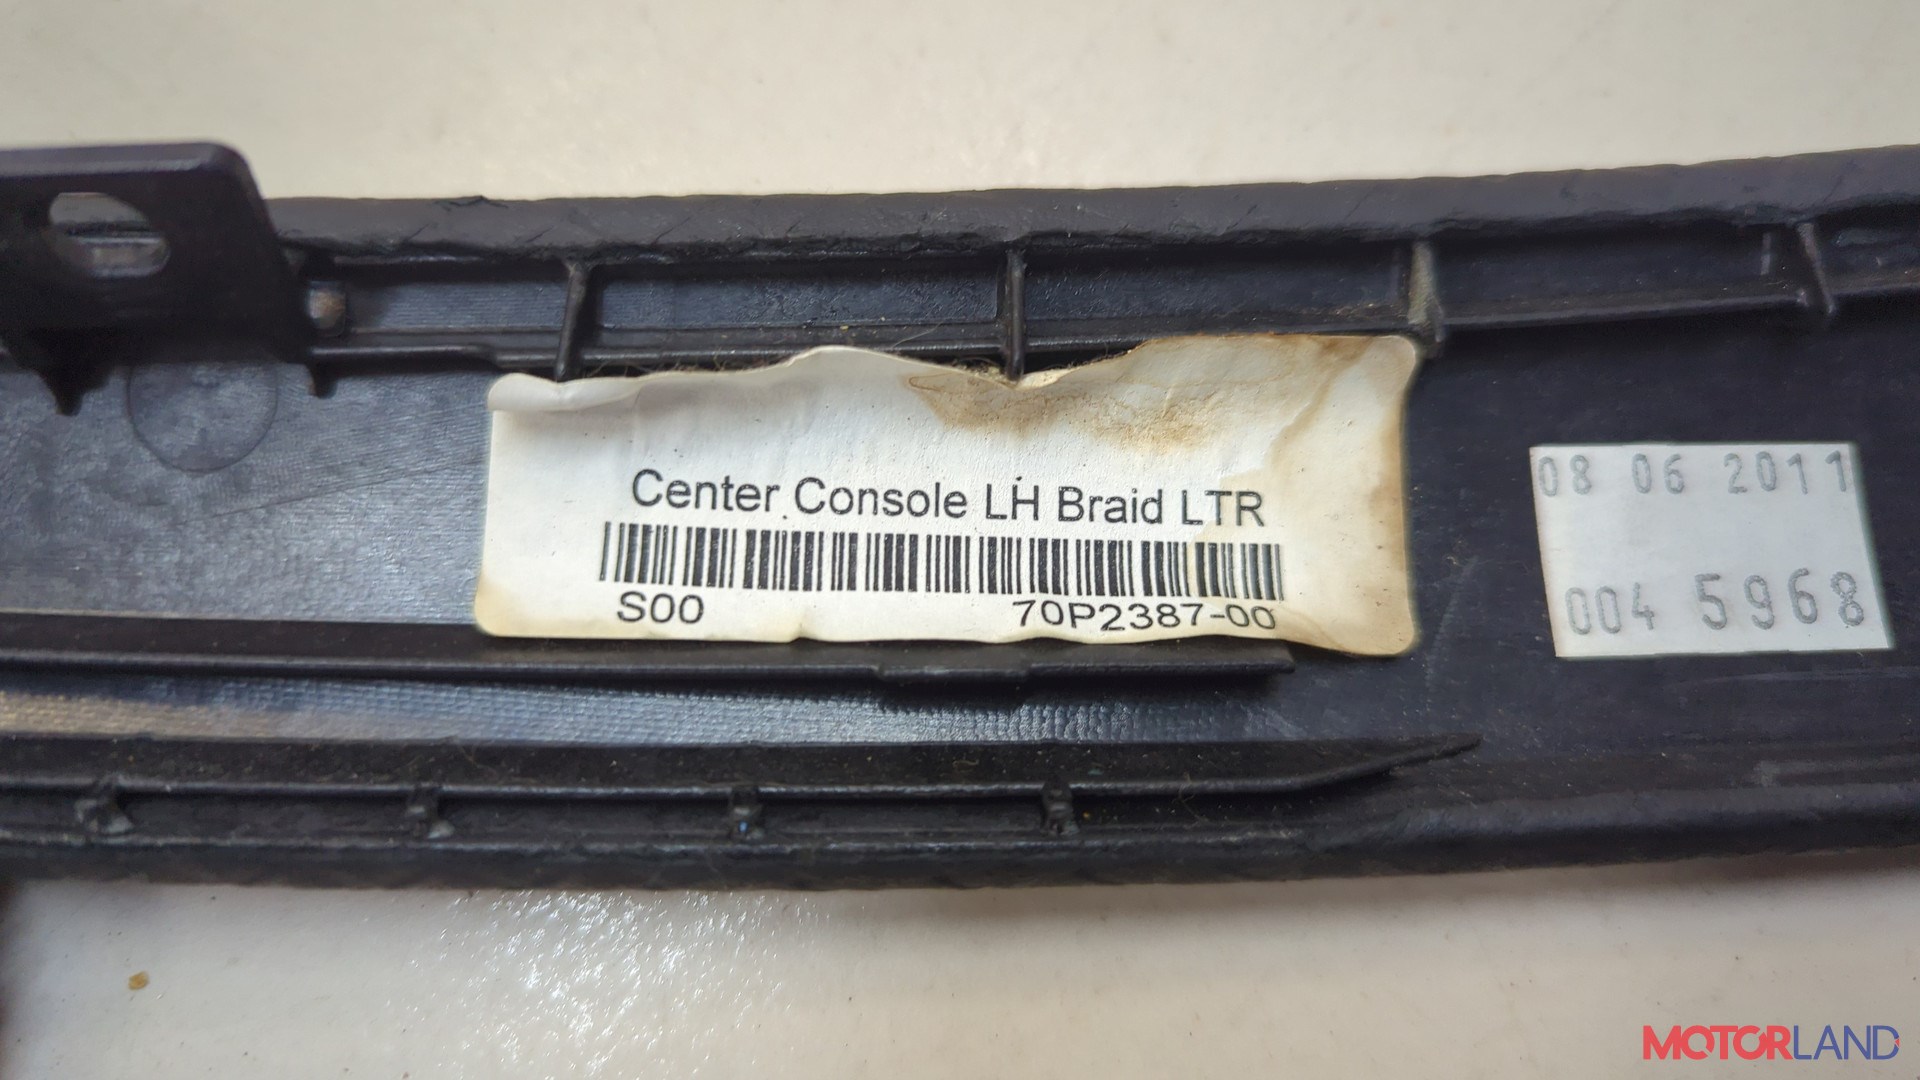 Center Console LH Braid LTR
S00 70P2387-00
08 06 2011
004 5968
MOTORLAND